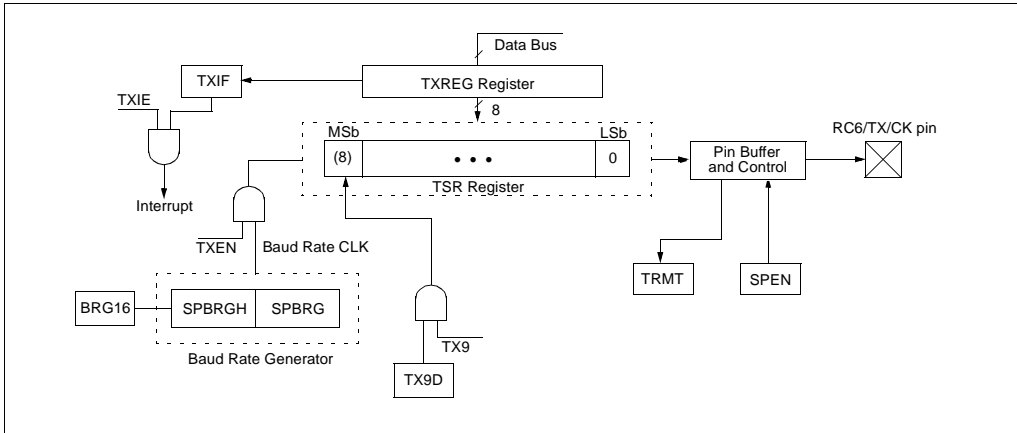 Data Bus
TXIF
TXREG Register
TXIE
8
MSb
LSb
RC6/TX/CK pin
(8)
• • •
0
Pin Buffer
and Control
TSR Register
Interrupt
TXEN
Baud Rate CLK
TRMT
SPEN
BRG16
SPBRGH
SPBRG
TX9
Baud Rate Generator
TX9D